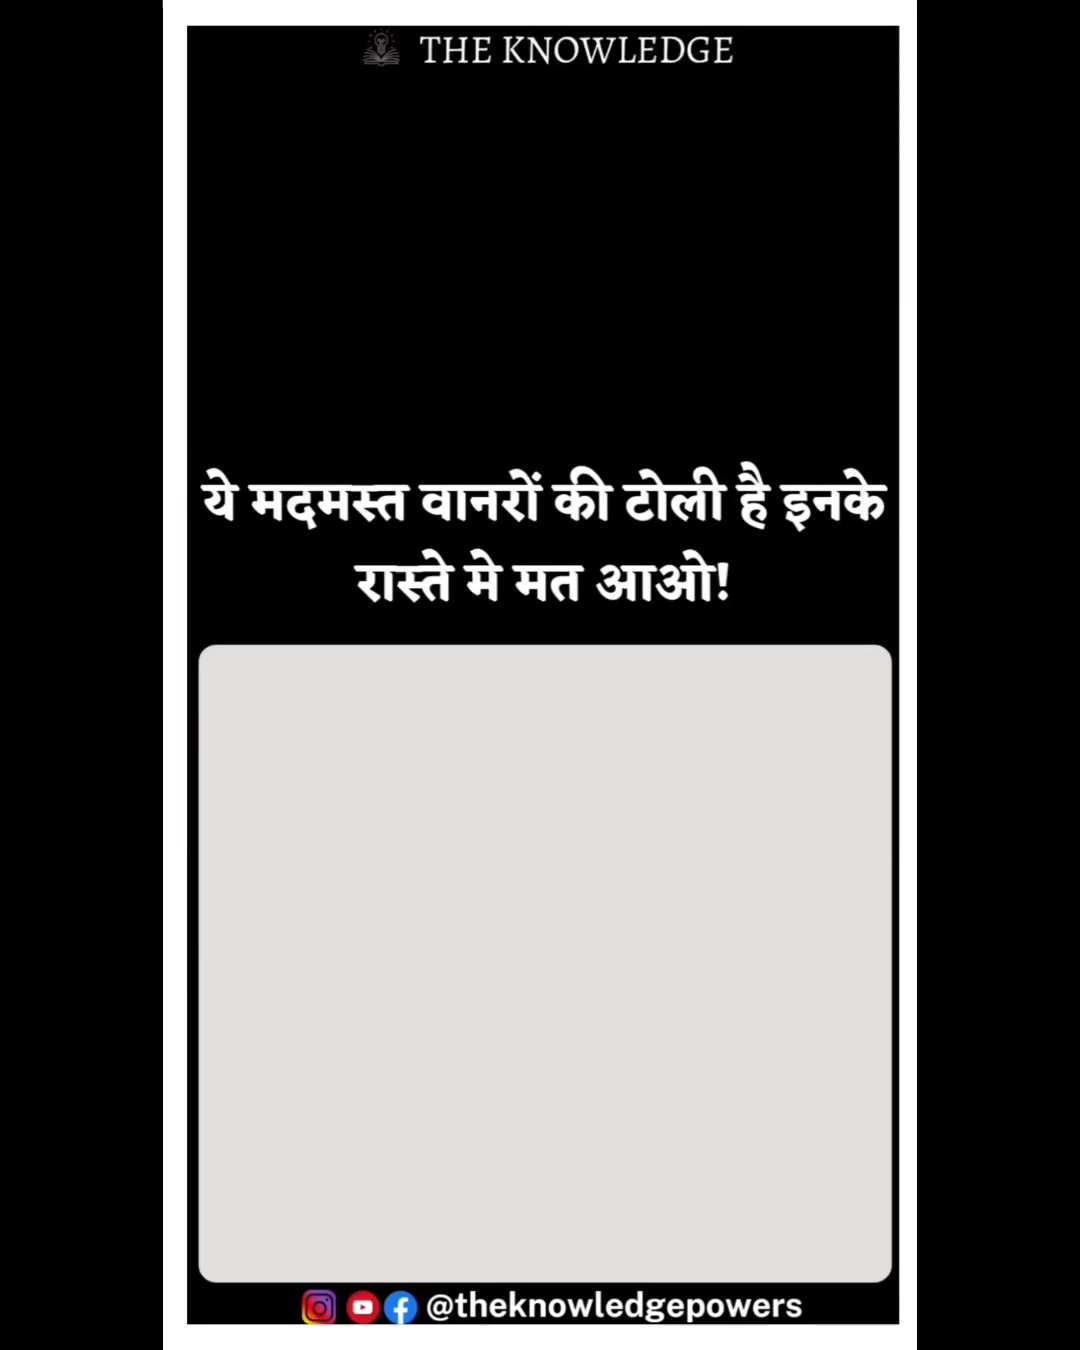 THE KNOWLEDGE
ये मदमस्त वानरों की टोली है इनके
रास्ते मे मत आओ!
@theknowledgepowers